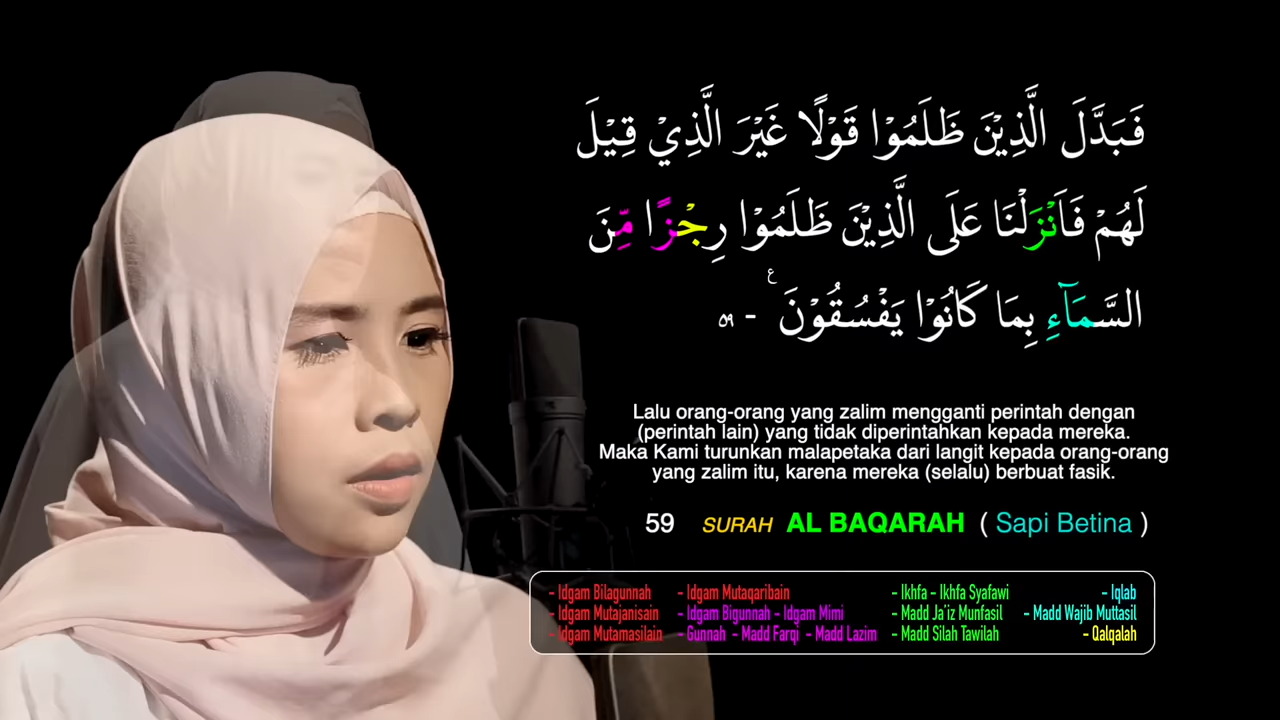 فَبَدَّلَ الَّذِيْنَ ظَلَمُوْا قَوْلًا غَيْرَ الَّذِيْ قِيْلَ
لَهُمْ فَاَنْزَلْنَا عَلَى الَّذِيْنَ ظَلَمُوْا رِجْزًا مِّنَ
السَّمَاۤءِ بِمَا كَانُوْا يَفْسُقُوْنَ ࣖ - ٥٩
Lalu orang-orang yang zalim mengganti perintah dengan
(perintah lain) yang tidak diperintahkan kepada mereka.
Maka Kami turunkan malapetaka dari langit kepada orang-orang
yang zalim itu, karena mereka (selalu) berbuat fasik.
59 SURAH AL BAQARAH ( Sapi Betina )
- Idgam Bilagunnah - Idgam Mutaqaribain - Ikhfa - Ikhfa Syafawi - Iqlab
- Idgam Mutajanisain - Idgam Bigunnah - Idgam Mimi - Madd Ja'iz Munfasil - Madd Wajib Muttasil
- Idgam Mutamasilain - Gunnah - Madd Farqi - Madd Lazim - Madd Silah Tawilah - Qalqalah